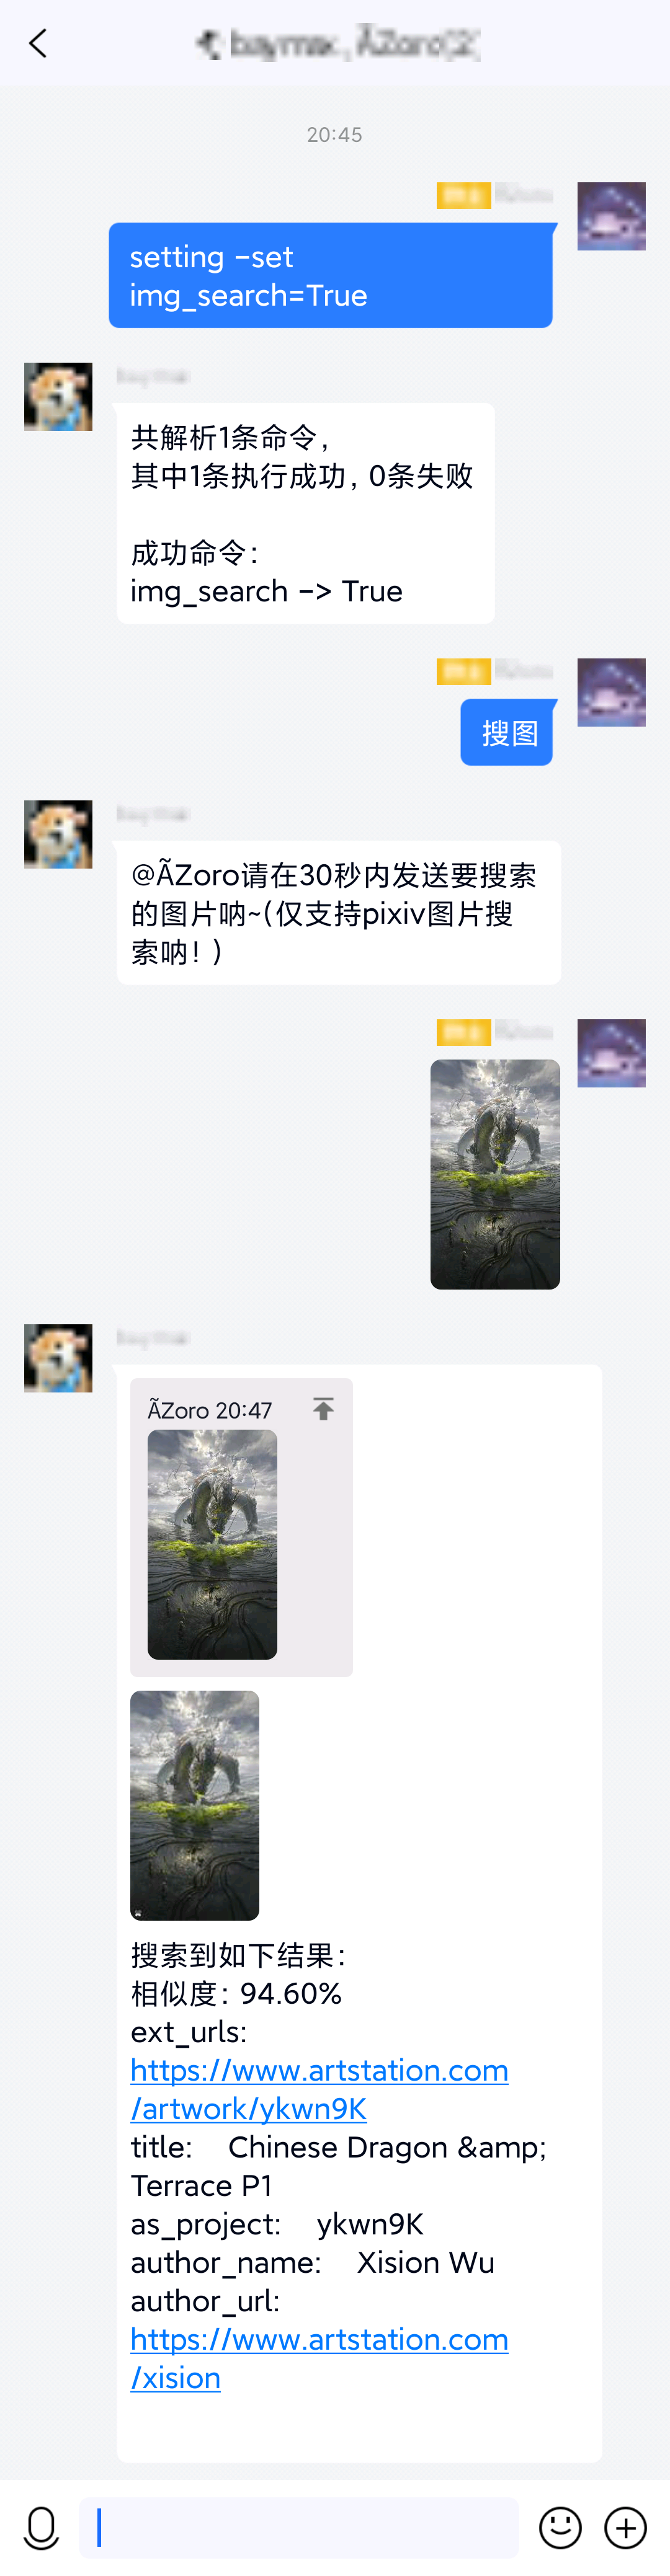 20:45
setting -set
img_search=True
共解析1条命令，
其中1条执行成功，0条失败
成功命令：
img_search -> True
搜图
@ÃZoro请在30秒内发送要搜索
的图片呐~(仅支持pixiv图片搜
索呐！)
ÃZoro 20:47
搜索到如下结果：
相似度：94.60%
ext_urls:
https://www.artstation.com
/artwork/ykwn9K
title: Chinese Dragon &amp;
Terrace P1
as_project: ykwn9K
author_name: Xision Wu
author_url:
https://www.artstation.com
/xision